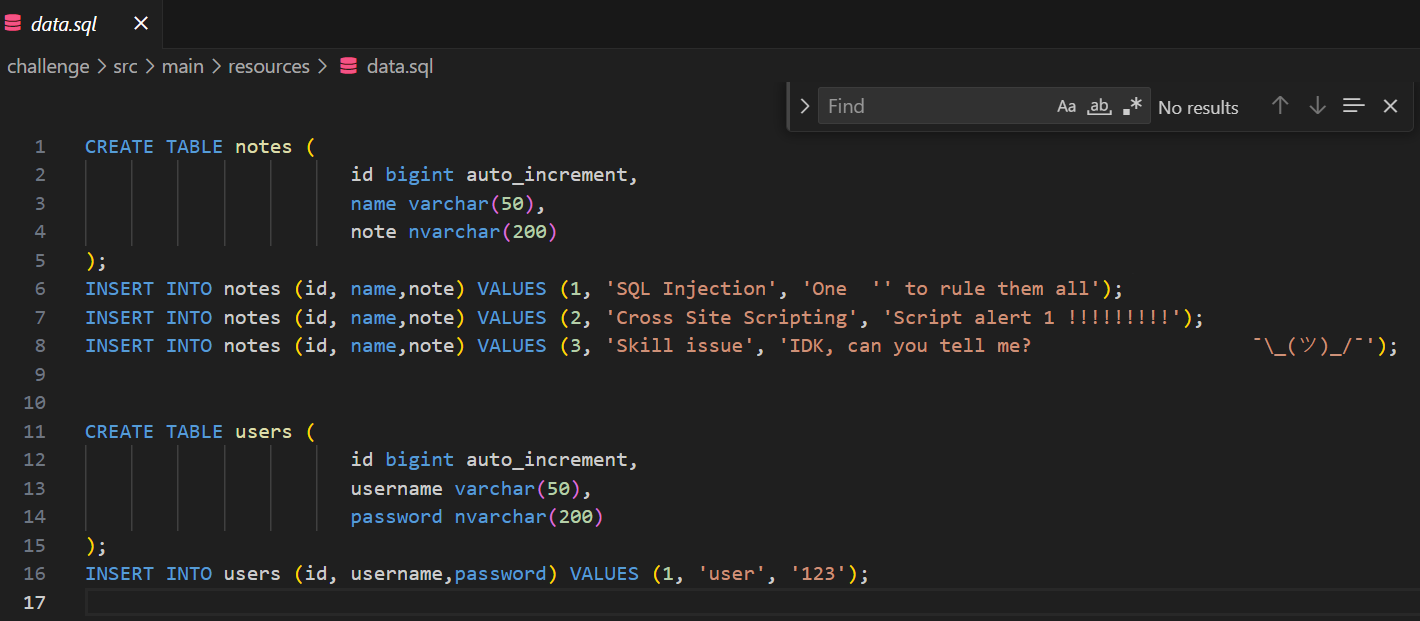 data.sql
challenge > src > main > resources > data.sql
Find Aa ab .* No results
1 CREATE TABLE notes (
2 id bigint auto_increment,
3 name varchar(50),
4 note nvarchar(200)
5 );
6 INSERT INTO notes (id, name,note) VALUES (1, 'SQL Injection', 'One  '' to rule them all');
7 INSERT INTO notes (id, name,note) VALUES (2, 'Cross Site Scripting', 'Script alert 1 !!!!!!!!!');
8 INSERT INTO notes (id, name,note) VALUES (3, 'Skill issue', 'IDK, can you tell me?                   ¯\_(ツ)_/¯');
9
10
11 CREATE TABLE users (
12 id bigint auto_increment,
13 username varchar(50),
14 password nvarchar(200)
15 );
16 INSERT INTO users (id, username,password) VALUES (1, 'user', '123');
17